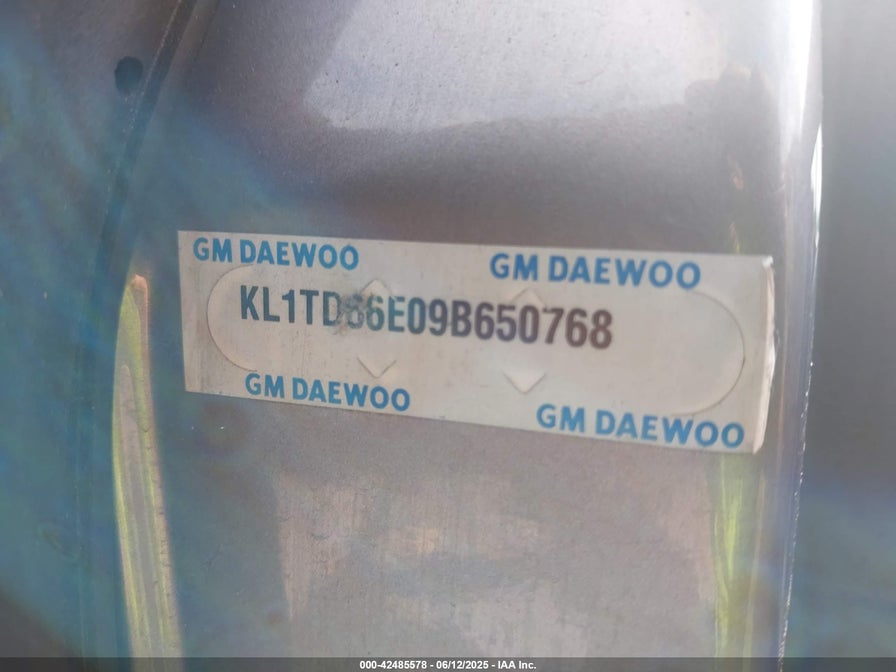 GM DAEWOO GM DAEWOO
KL1TD66E09B650768
GM DAEWOO GM DAEWOO
000-42485578 - 06/12/2025 - IAA Inc.